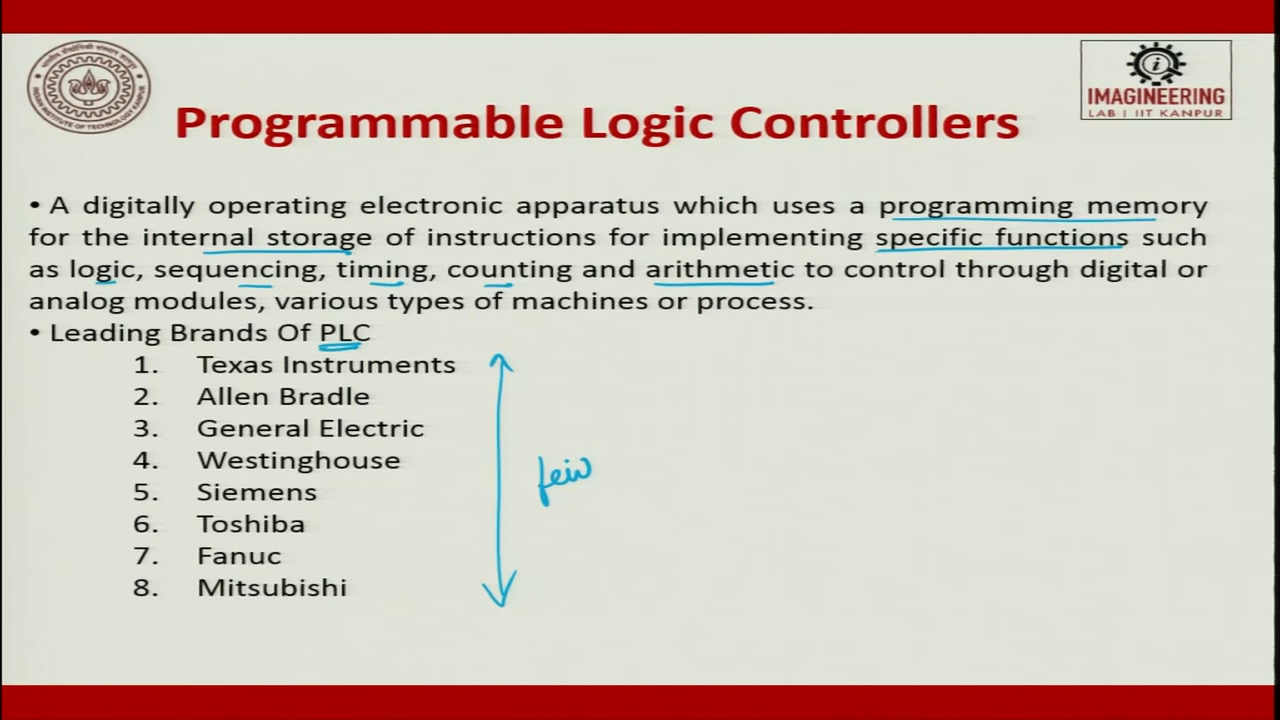 IMAGINEERING
LAB | IIT KANPUR
Programmable Logic Controllers
• A digitally operating electronic apparatus which uses a programming memory
for the internal storage of instructions for implementing specific functions such
as logic, sequencing, timing, counting and arithmetic to control through digital or
analog modules, various types of machines or process.
• Leading Brands Of PLC
1. Texas Instruments
2. Allen Bradle
3. General Electric
4. Westinghouse
5. Siemens
6. Toshiba
7. Fanuc
8. Mitsubishi
few